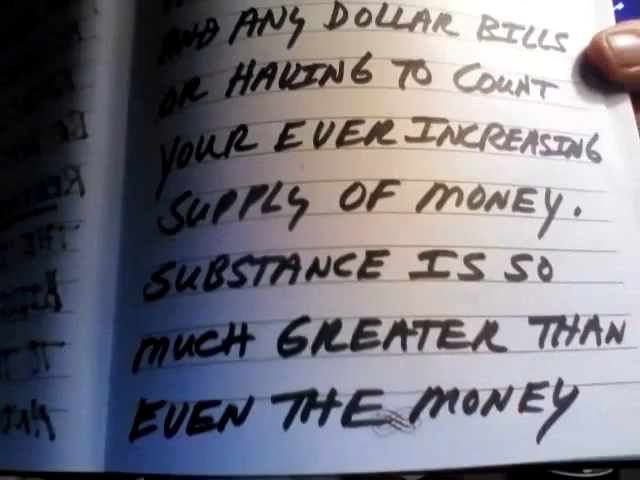 AND ANY DOLLAR BILLS
OR HAVING TO COUNT
YOUR EVER INCREASING
SUPPLY OF MONEY.
SUBSTANCE IS SO
MUCH GREATER THAN
EVEN THE MONEY